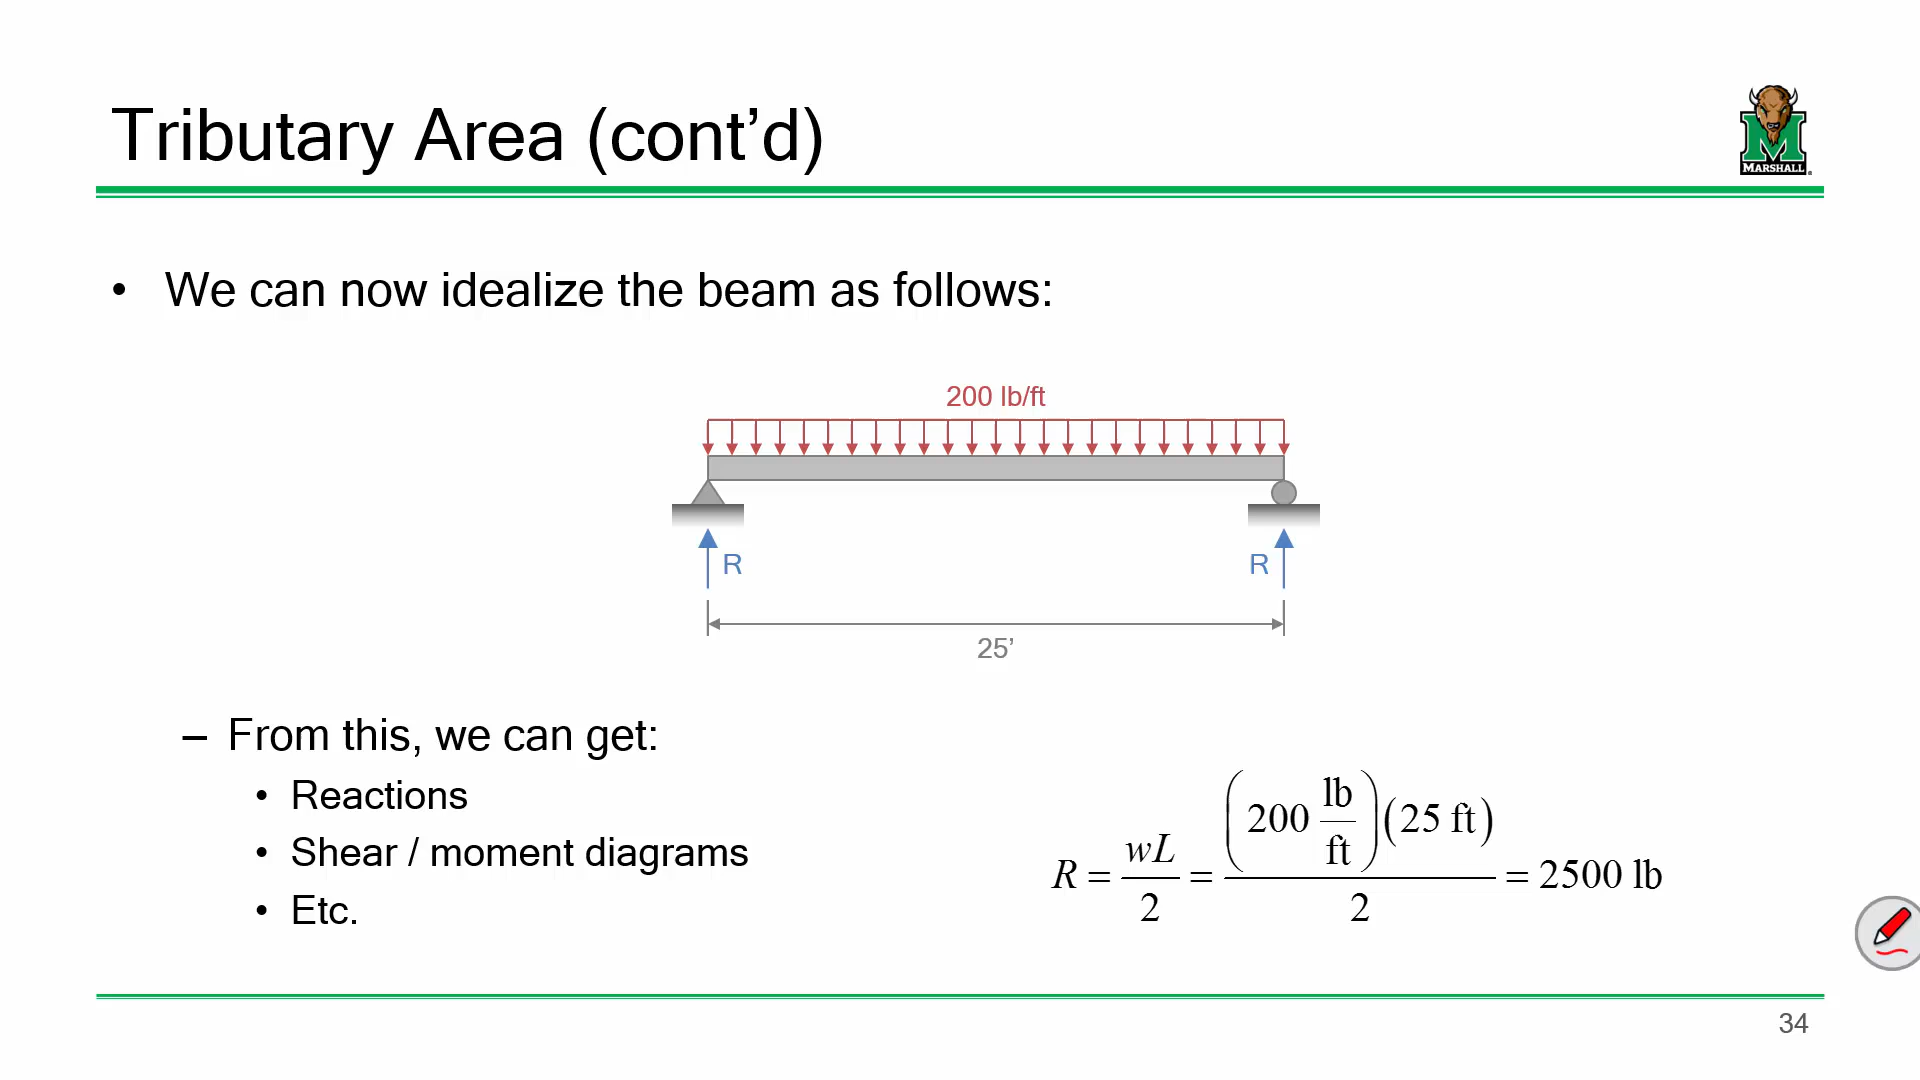 Tributary Area (cont’d)
MARSHALL
• We can now idealize the beam as follows:
200 lb/ft
R R
25’
– From this, we can get:
• Reactions
• Shear / moment diagrams
• Etc.
R = wL/2 = (200 lb/ft)(25 ft)/2 = 2500 lb
34